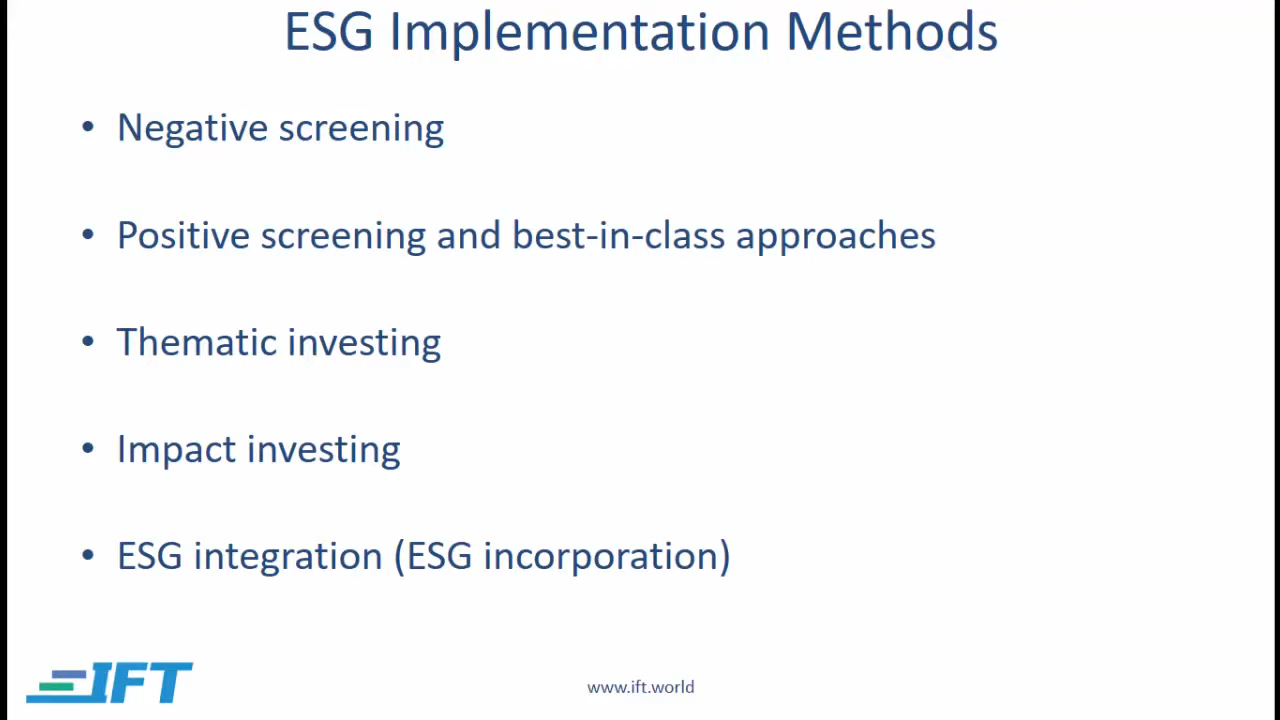 ESG Implementation Methods
• Negative screening
• Positive screening and best-in-class approaches
• Thematic investing
• Impact investing
• ESG integration (ESG incorporation)
IFT
www.ift.world